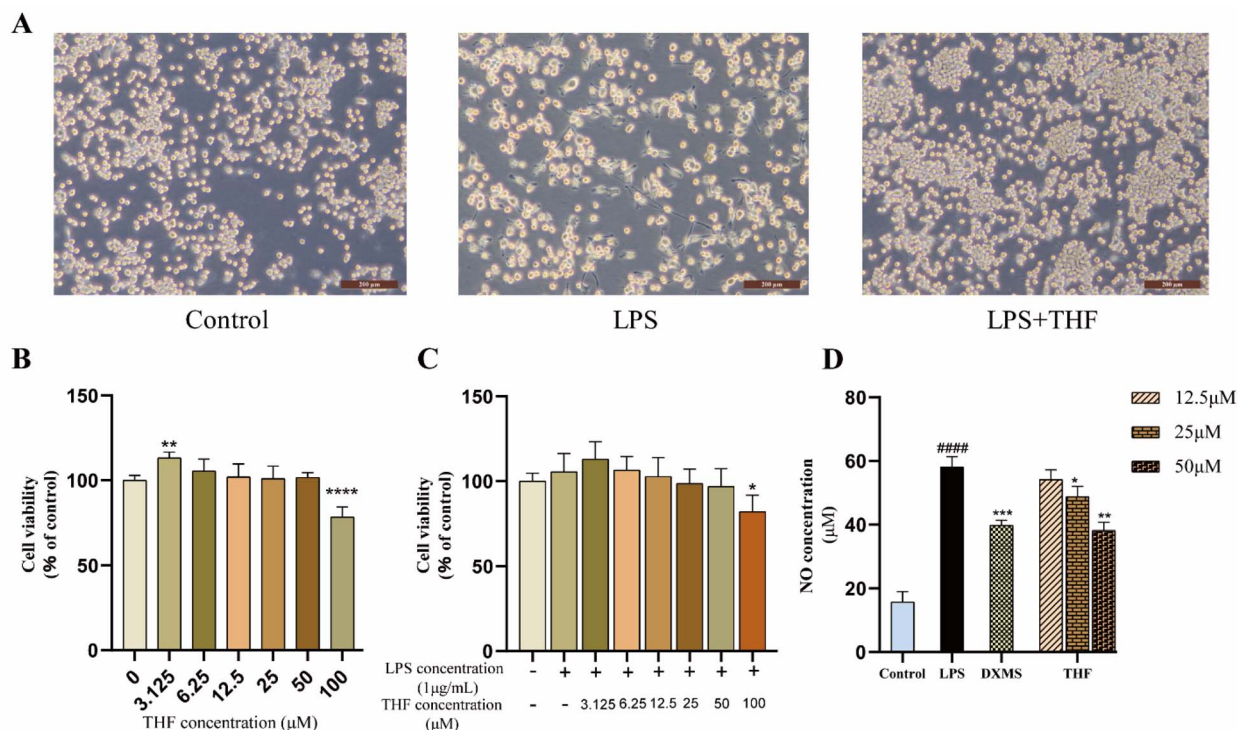 A
200 µm
200 µm
200 µm
Control
LPS
LPS+THF
B
Cell viability
(% of control)
150
100
50
0
**
****
0
3.125
6.25
12.5
25
50
100
THF concentration (μM)
C
Cell viability
(% of control)
150
100
50
0
*
LPS concentration
(1μg/mL)
- + + + + + + +
THF concentration
(μM)
- - 3.125 6.25 12.5 25 50 100
D
NO concentration
(μM)
80
60
40
20
0
####
***
*
**
Control LPS DXMS THF
12.5μM
25μM
50μM